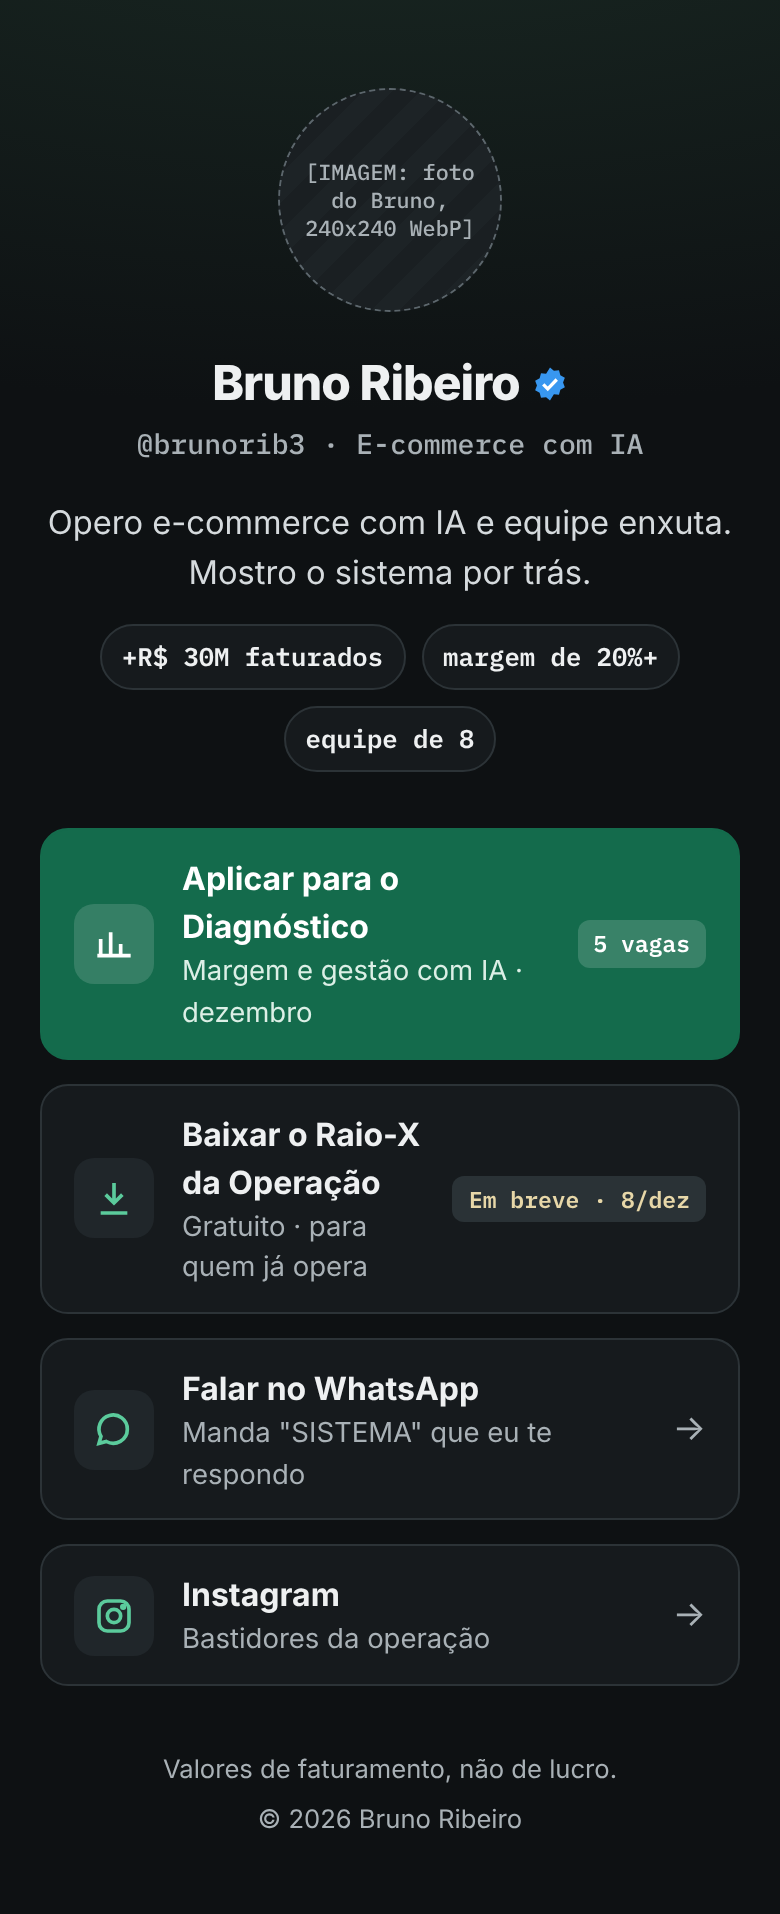 [IMAGEM: foto
do Bruno,
240x240 WebP]
Bruno Ribeiro
@brunorib3 · E-commerce com IA
Opero e-commerce com IA e equipe enxuta.
Mostro o sistema por trás.
+R$ 30M faturados
margem de 20%+
equipe de 8
Aplicar para o
Diagnóstico
Margem e gestão com IA ·
dezembro
5 vagas
Baixar o Raio-X
da Operação
Gratuito · para
quem já opera
Em breve · 8/dez
Falar no WhatsApp
Manda "SISTEMA" que eu te
respondo
Instagram
Bastidores da operação
Valores de faturamento, não de lucro.
© 2026 Bruno Ribeiro